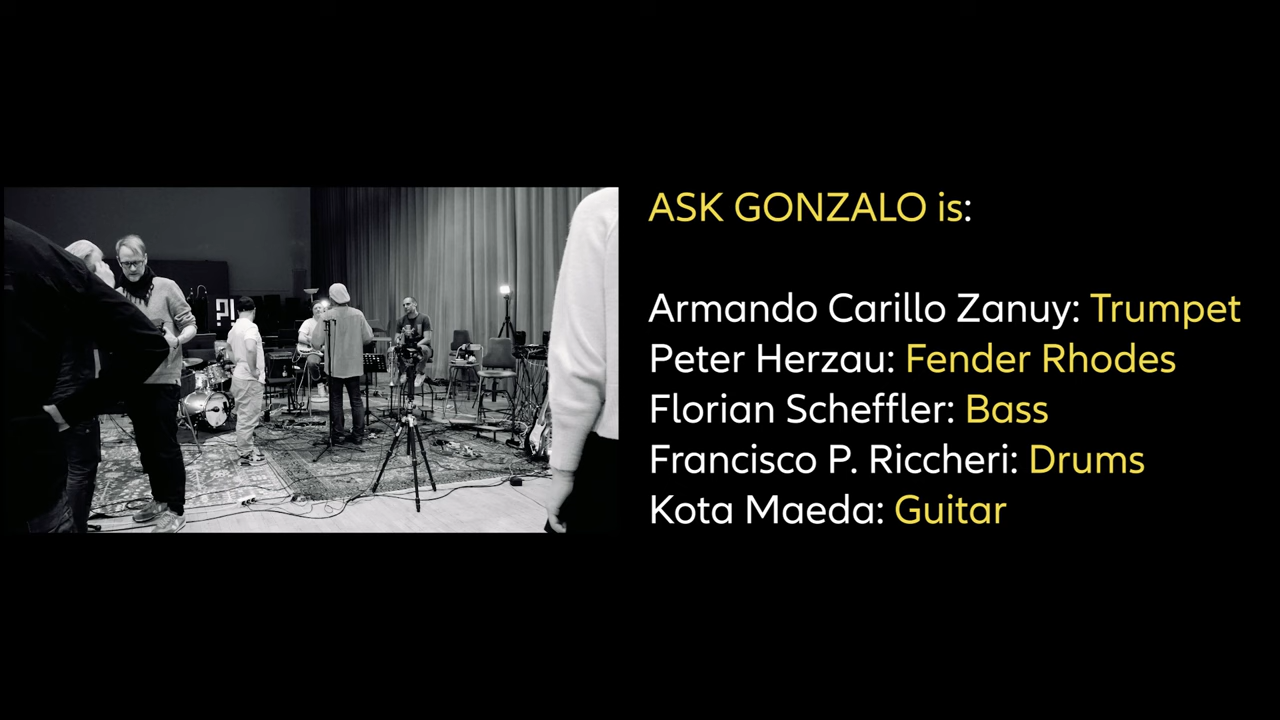 ASK GONZALO is:
Armando Carillo Zanuy: Trumpet
Peter Herzau: Fender Rhodes
Florian Scheffler: Bass
Francisco P. Riccheri: Drums
Kota Maeda: Guitar
?!